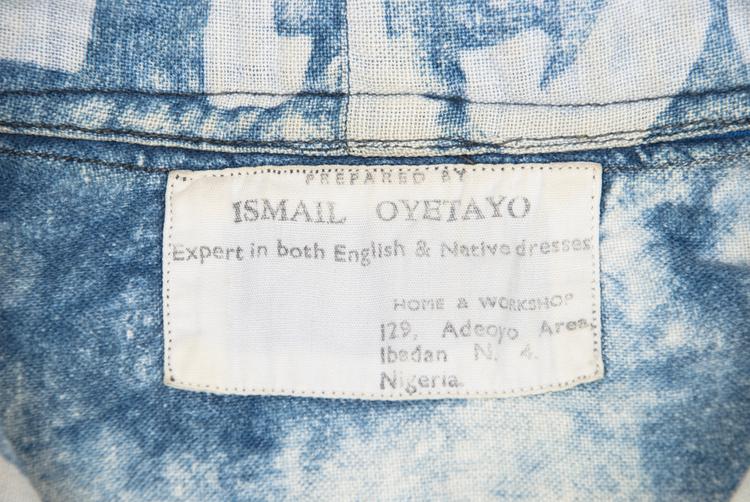 PREPARED BY
ISMAIL OYETAYO
Expert in both English & Native dresses
HOME & WORKSHOP
129, Adeoyo Area,
Ibadan N. 4.
Nigeria.